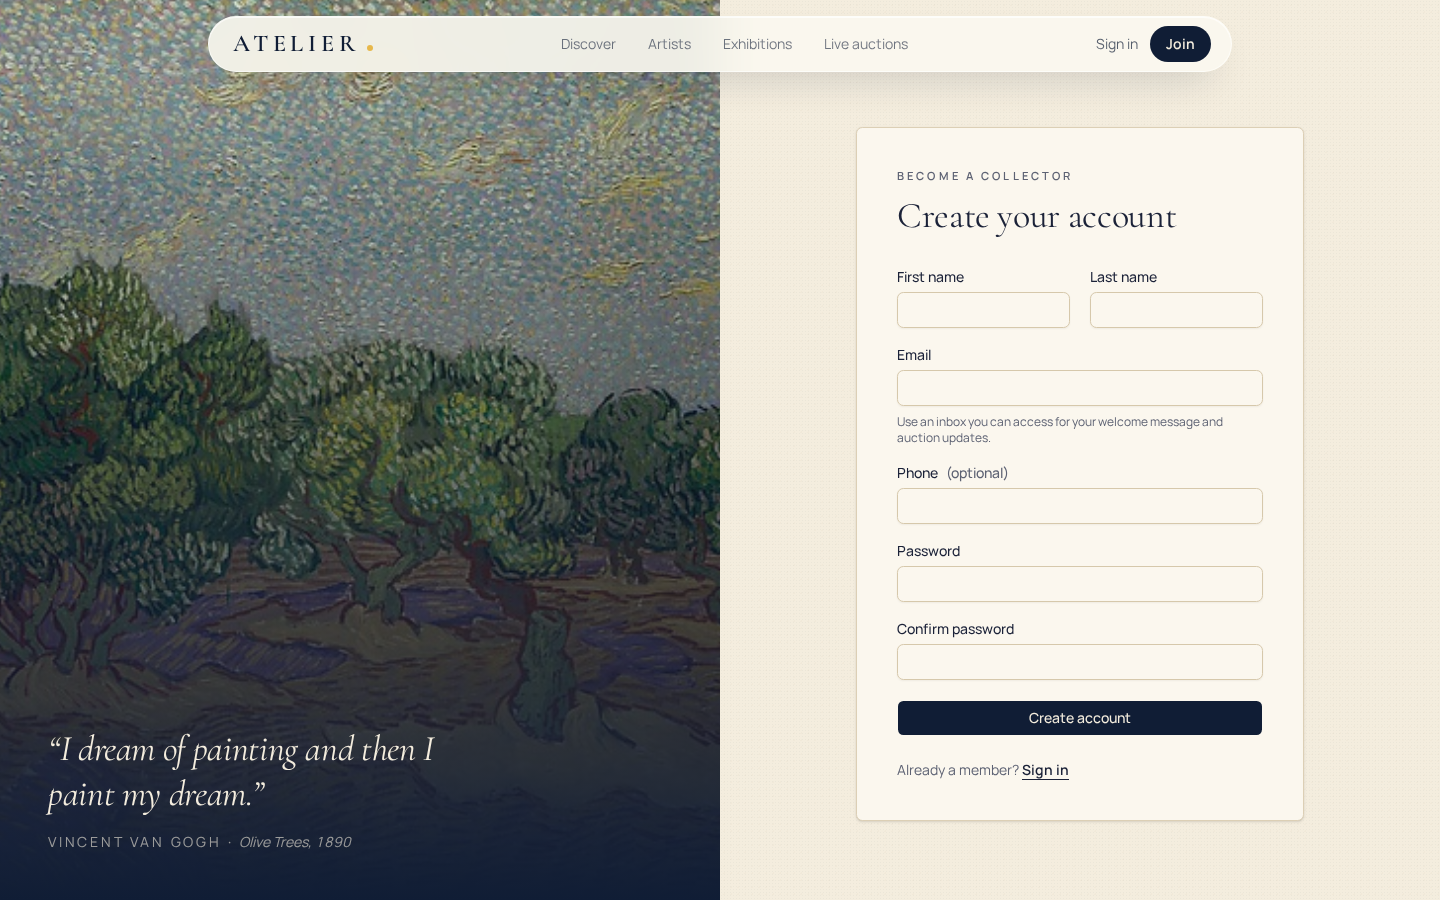 ATELIER
Discover
Artists
Exhibitions
Live auctions
Sign in
Join
“I dream of painting and then I
paint my dream.”
VINCENT VAN GOGH · Olive Trees, 1890
BECOME A COLLECTOR
Create your account
First name
Last name
Email
Use an inbox you can access for your welcome message and
auction updates.
Phone (optional)
Password
Confirm password
Create account
Already a member? Sign in